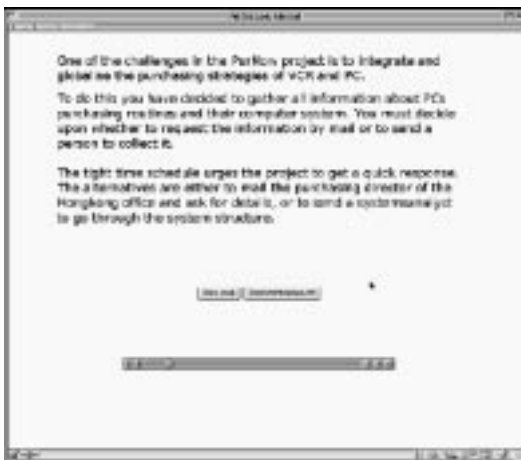 One of the challenges in the project is to integrate and
globalise the purchasing strategies of VCR and PC.
To do this you have decided to gather all information about PCs
purchasing routines and their computer system. You must decide
upon whether to request the information by mail or to send a
person to collect it.
The tight time schedule urges the project to get a quick response.
The alternatives are either to mail the purchasing director of the
Hongkong office and ask for details, or to send a systemsanalyst
to go through the system structure.